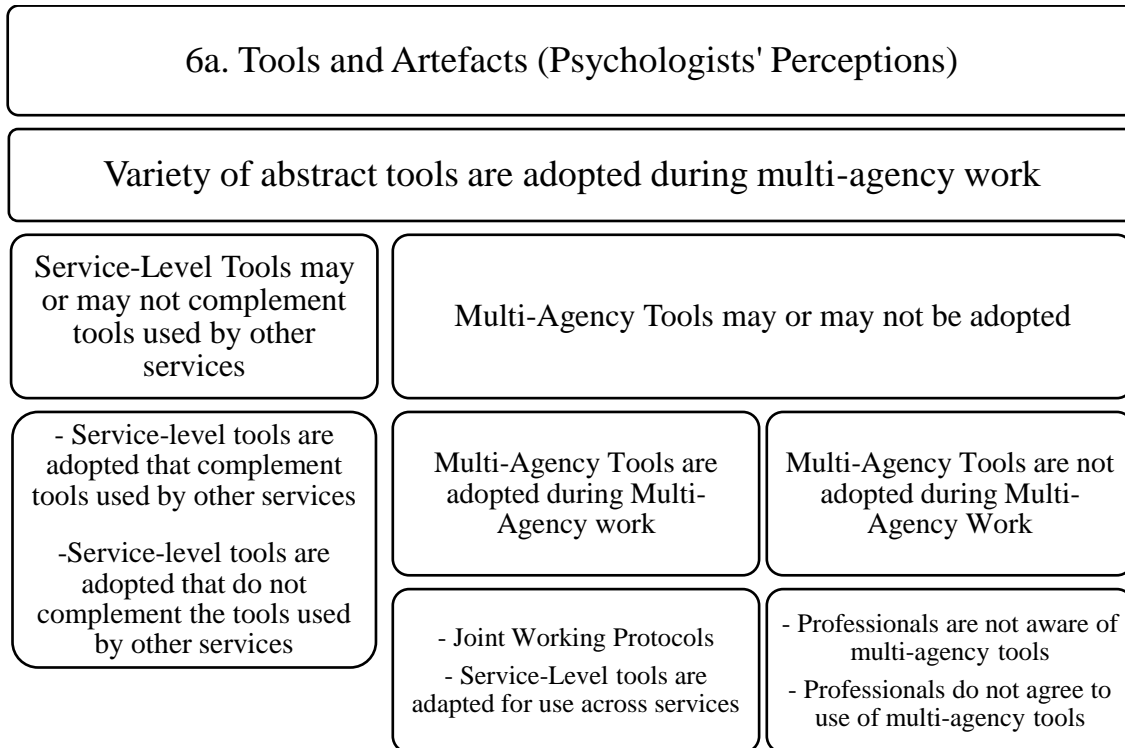 6a. Tools and Artefacts (Psychologists' Perceptions)
Variety of abstract tools are adopted during multi-agency work
Service-Level Tools may
or may not complement
tools used by other
services
Multi-Agency Tools may or may not be adopted
- Service-level tools are
adopted that complement
tools used by other services
-Service-level tools are
adopted that do not
complement the tools used
by other services
Multi-Agency Tools are
adopted during Multi-
Agency work
Multi-Agency Tools are not
adopted during Multi-
Agency Work
- Joint Working Protocols
- Service-Level tools are
adapted for use across services
- Professionals are not aware of
multi-agency tools
- Professionals do not agree to
use of multi-agency tools